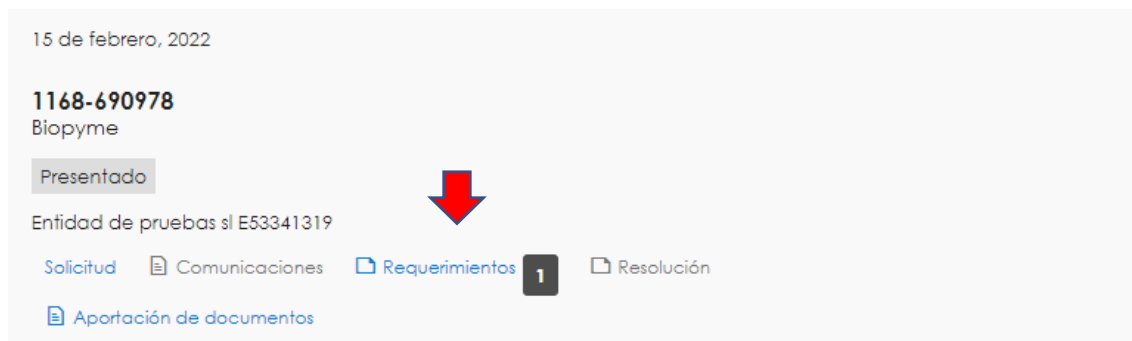 15 de febrero, 2022
1168-690978
Biopyme
Presentado
Entidad de pruebas sl E53341319
Solicitud Comunicaciones Requerimientos 1 Resolución
Aportación de documentos